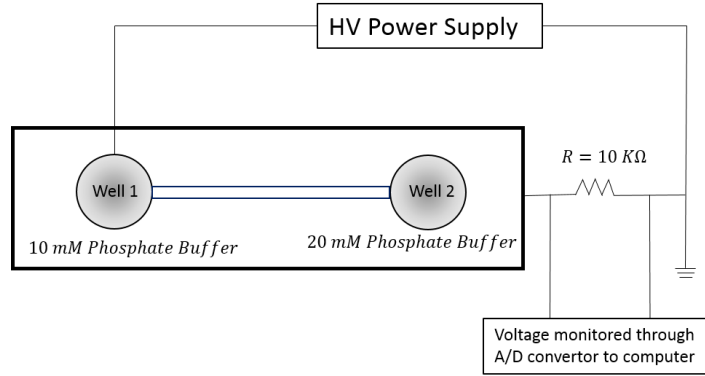 HV Power Supply
R = 10 KΩ
Well 1
Well 2
10 mM Phosphate Buffer
20 mM Phosphate Buffer
Voltage monitored through
A/D convertor to computer